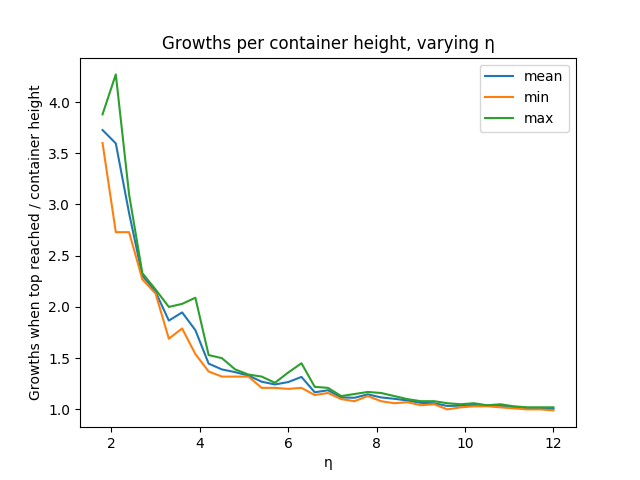 Growths per container height, varying η
Growths when top reached / container height
4.0
3.5
3.0
2.5
2.0
1.5
1.0
mean
min
max
2 4 6 8 10 12
η